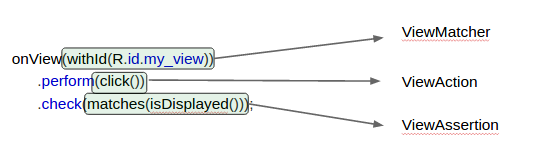 onView(withId(R.id.my_view))
.perform(click())
.check(matches(isDisplayed()));
ViewMatcher
ViewAction
ViewAssertion